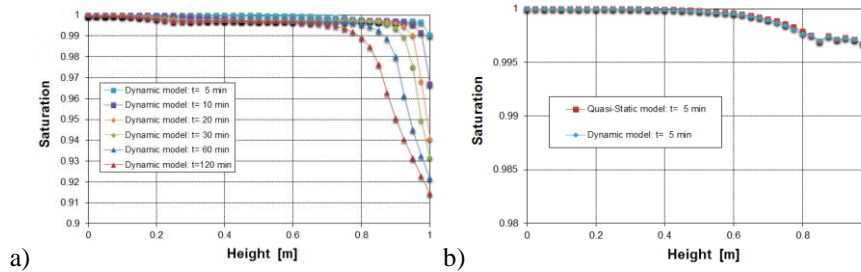 1
0.99
0.98
0.97
0.96
0.95
0.94
0.93
0.92
0.91
0.9
Saturation
Dynamic model: t= 5 min
Dynamic model: t= 10 min
Dynamic model: t= 20 min
Dynamic model: t= 30 min
Dynamic model: t= 60 min
Dynamic model: t=120 min
0 0.2 0.4 0.6 0.8 1
Height [m]
a)
1
0.995
0.99
0.985
0.98
Saturation
Quasi-Static model: t= 5 min
Dynamic model: t= 5 min
0 0.2 0.4 0.6 0.8
Height [m]
b)